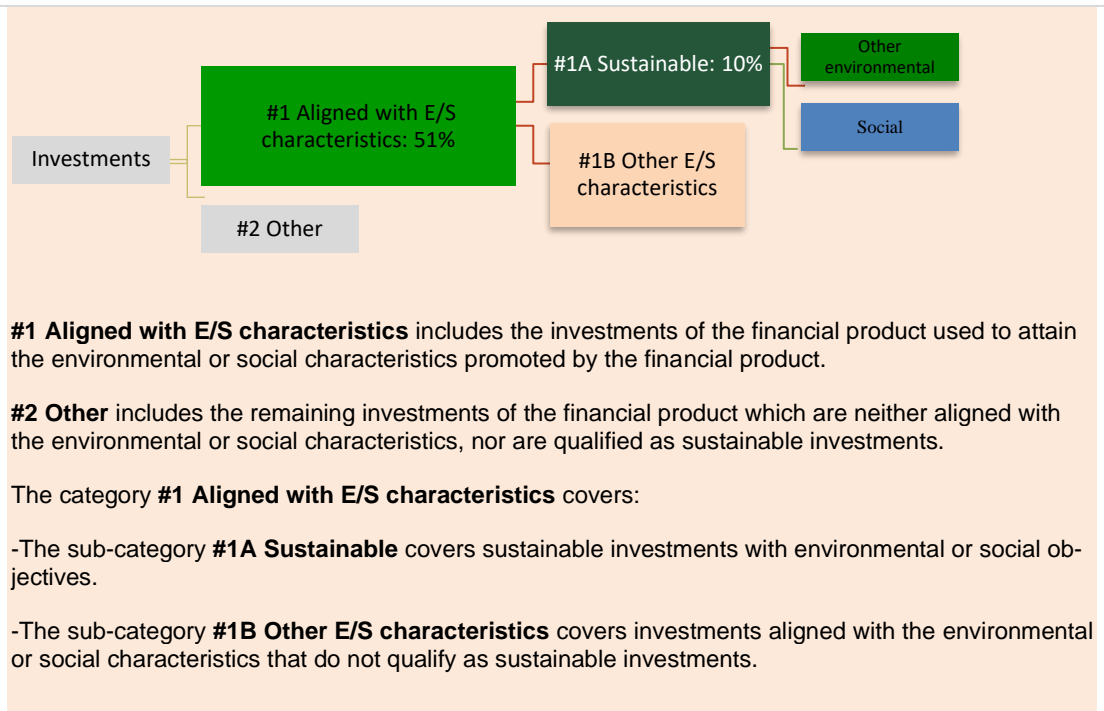 Investments
#1 Aligned with E/S
characteristics: 51%
#2 Other
#1A Sustainable: 10%
#1B Other E/S
characteristics
Other
environmental
Social
#1 Aligned with E/S characteristics includes the investments of the financial product used to attain
the environmental or social characteristics promoted by the financial product.
#2 Other includes the remaining investments of the financial product which are neither aligned with
the environmental or social characteristics, nor are qualified as sustainable investments.
The category #1 Aligned with E/S characteristics covers:
-The sub-category #1A Sustainable covers sustainable investments with environmental or social ob-
jectives.
-The sub-category #1B Other E/S characteristics covers investments aligned with the environmental
or social characteristics that do not qualify as sustainable investments.